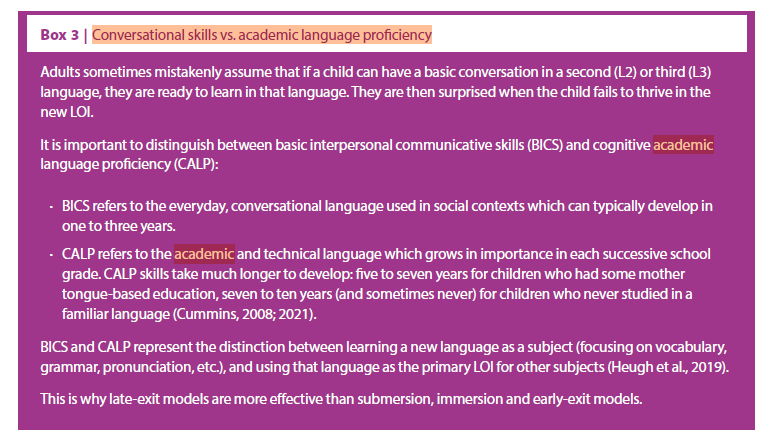 Box 3 | Conversational skills vs. academic language proficiency
Adults sometimes mistakenly assume that if a child can have a basic conversation in a second (L2) or third (L3)
language, they are ready to learn in that language. They are then surprised when the child fails to thrive in the
new LOI.
It is important to distinguish between basic interpersonal communicative skills (BICS) and cognitive academic
language proficiency (CALP):
· BICS refers to the everyday, conversational language used in social contexts which can typically develop in
one to three years.
· CALP refers to the academic and technical language which grows in importance in each successive school
grade. CALP skills take much longer to develop: five to seven years for children who had some mother
tongue-based education, seven to ten years (and sometimes never) for children who never studied in a
familiar language (Cummins, 2008; 2021).
BICS and CALP represent the distinction between learning a new language as a subject (focusing on vocabulary,
grammar, pronunciation, etc.), and using that language as the primary LOI for other subjects (Heugh et al., 2019).
This is why late-exit models are more effective than submersion, immersion and early-exit models.